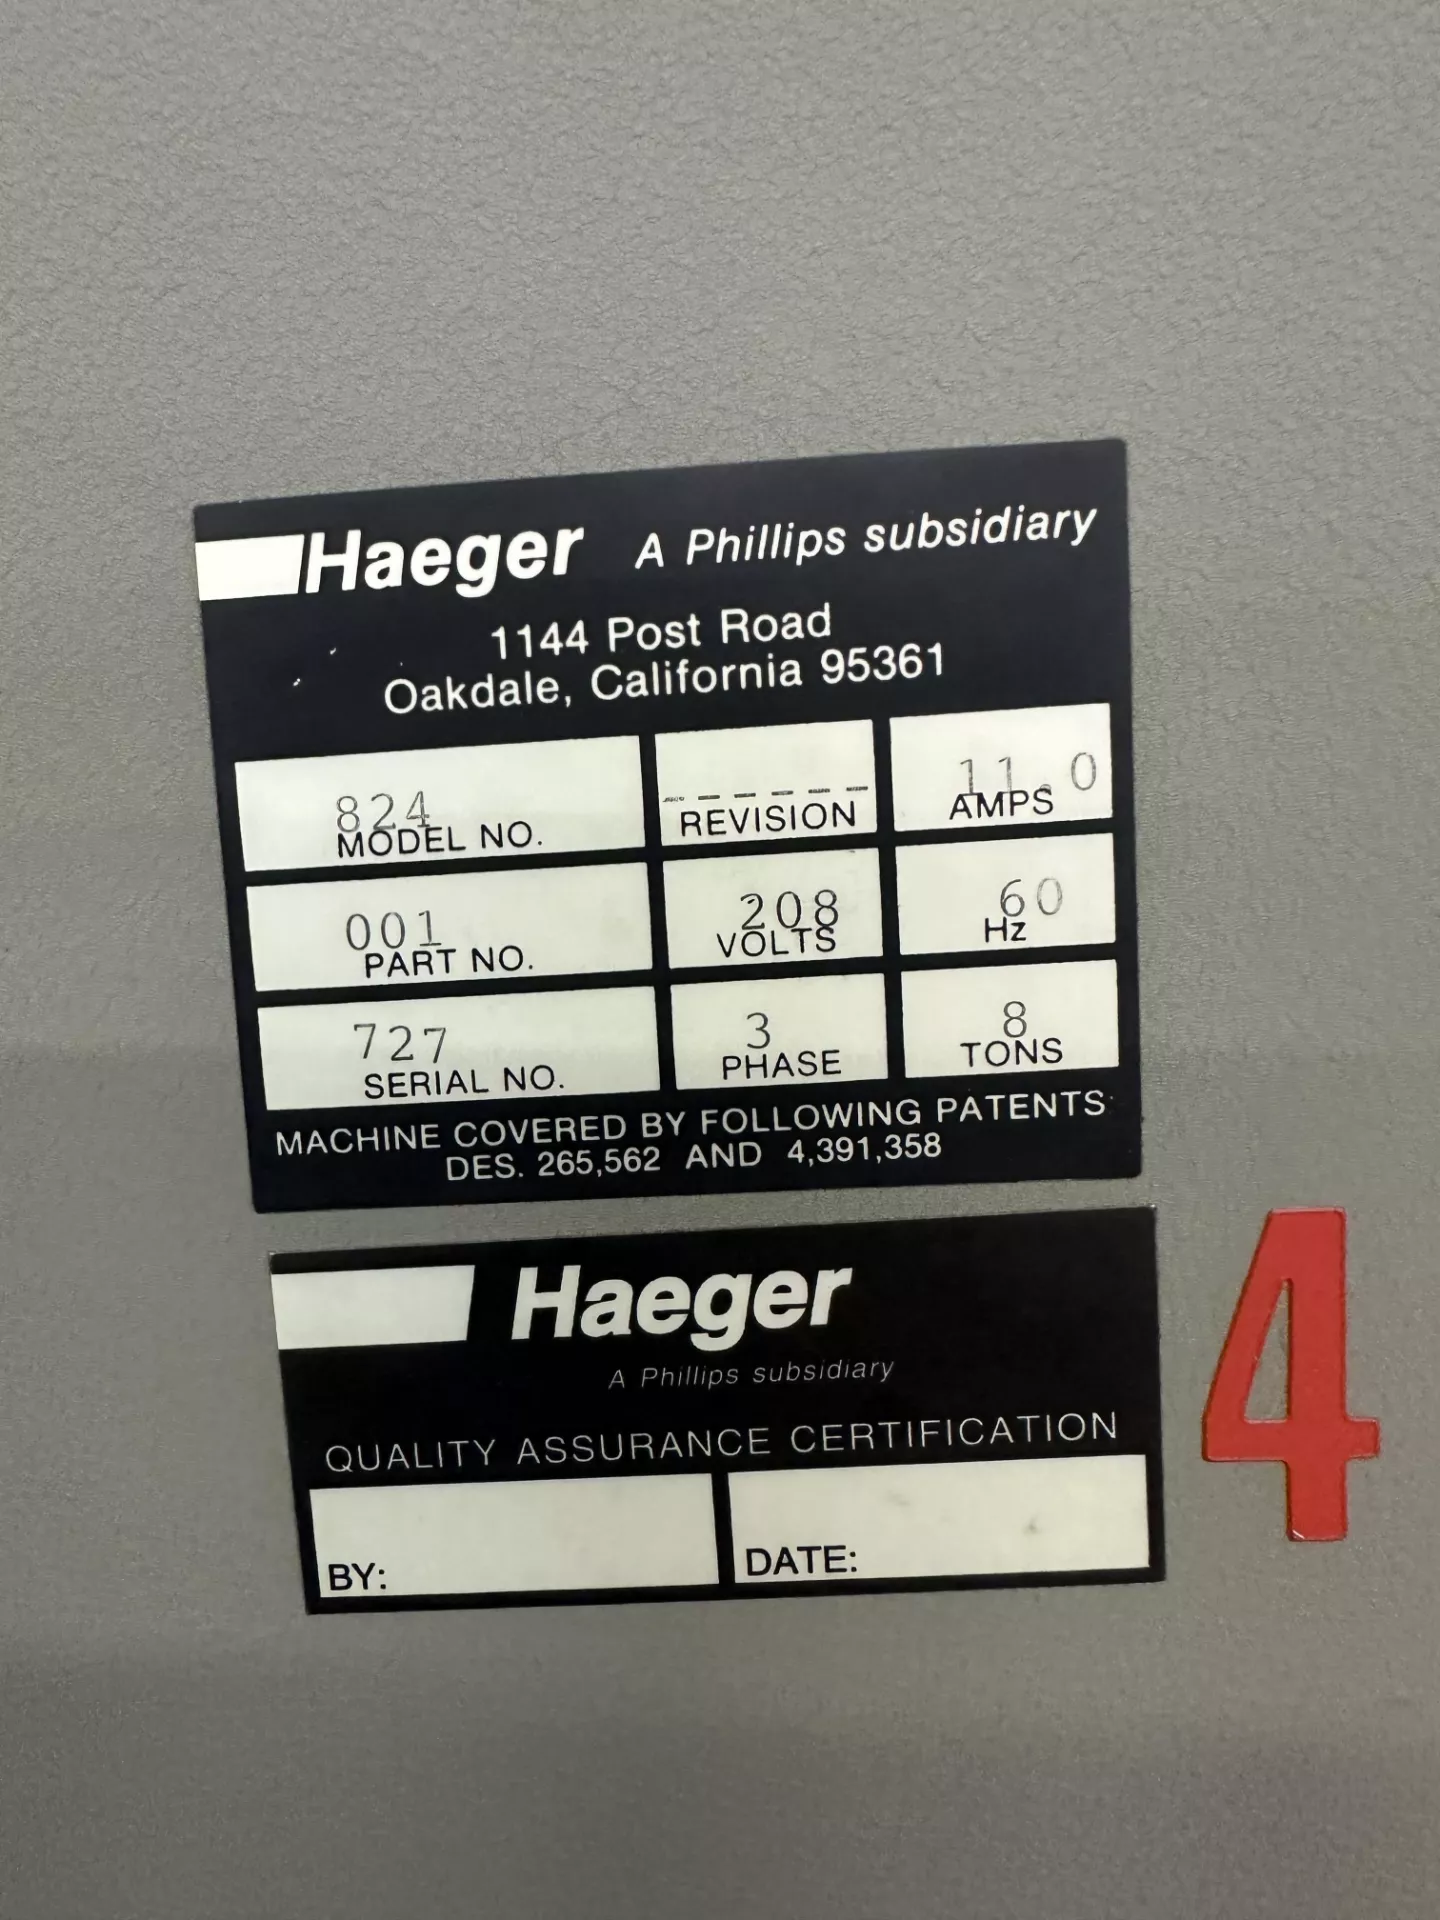 Haeger A Phillips subsidiary
1144 Post Road
Oakdale, California 95361
824
MODEL NO.
------
REVISION
11.0
AMPS
001
PART NO.
208
VOLTS
60
Hz
727
SERIAL NO.
3
PHASE
8
TONS
MACHINE COVERED BY FOLLOWING PATENTS
DES. 265,562 AND 4,391,358
Haeger
A Phillips subsidiary
QUALITY ASSURANCE CERTIFICATION
BY:
DATE:
4